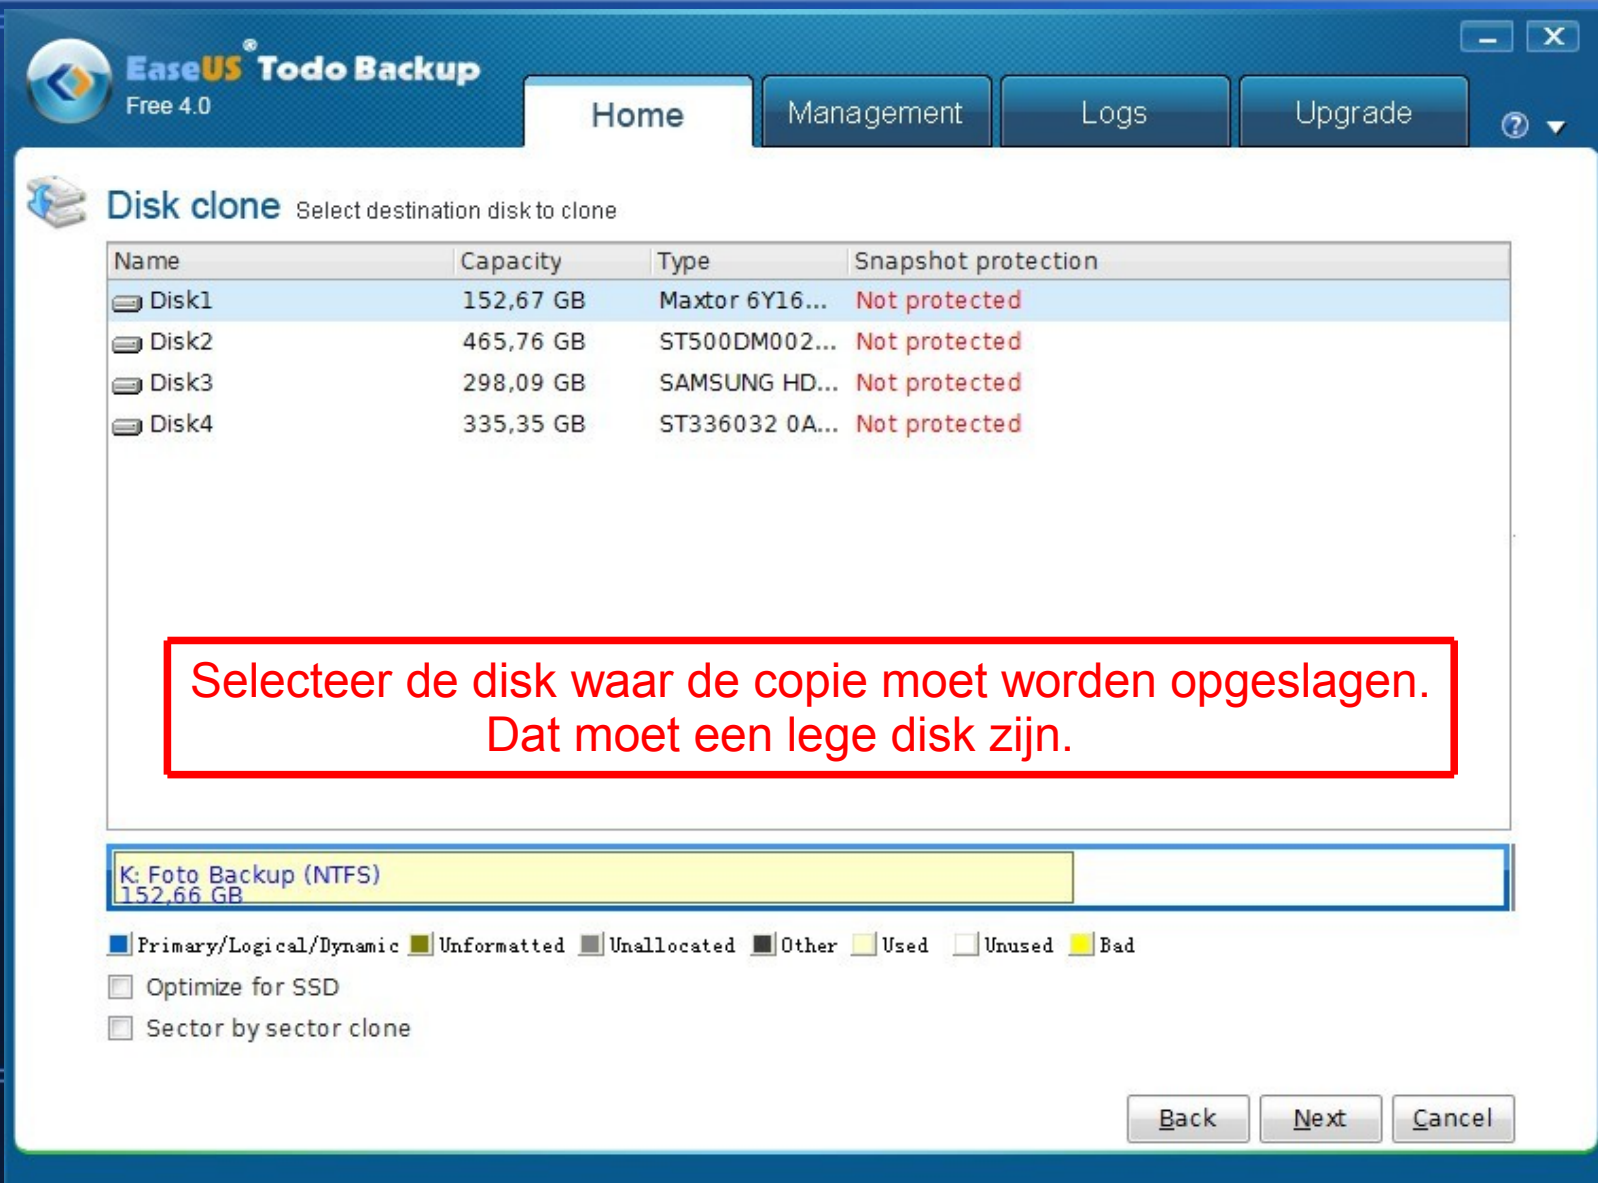 EaseUS® Todo Backup
Free 4.0
Home
Management
Logs
Upgrade
?
Disk clone Select destination disk to clone
Name Capacity Type Snapshot protection
Disk1 152,67 GB Maxtor 6Y16... Not protected
Disk2 465,76 GB ST500DM002... Not protected
Disk3 298,09 GB SAMSUNG HD... Not protected
Disk4 335,35 GB ST336032 0A... Not protected
Selecteer de disk waar de copie moet worden opgeslagen.
Dat moet een lege disk zijn.
K: Foto Backup (NTFS)
152,66 GB
Primary/Logical/Dynamic Unformatted Unallocated Other Used Unused Bad
Optimize for SSD
Sector by sector clone
Back Next Cancel